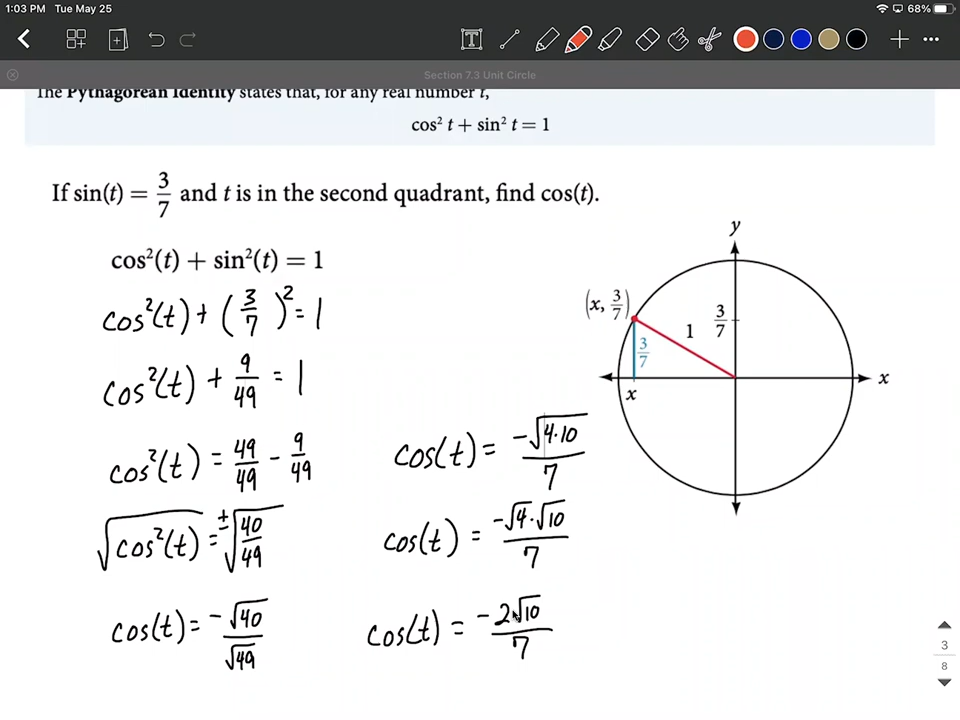 1:03 PM Tue May 25
68%
Section 7.3 Unit Circle
The Pythagorean Identity states that, for any real number t,
cos² t + sin² t = 1
If sin(t) = 3/7 and t is in the second quadrant, find cos(t).
cos²(t) + sin²(t) = 1
cos²(t) + (3/7)² = 1
cos²(t) + 9/49 = 1
cos²(t) = 49/49 - 9/49
√cos²(t) = ±√40/49
cos(t) = -√40/√49
cos(t) = -√4·10/7
cos(t) = -√4·√10/7
cos(t) = -2√10/7
y
(x, 3/7)
3/7
1
3/7
x
x
3
8